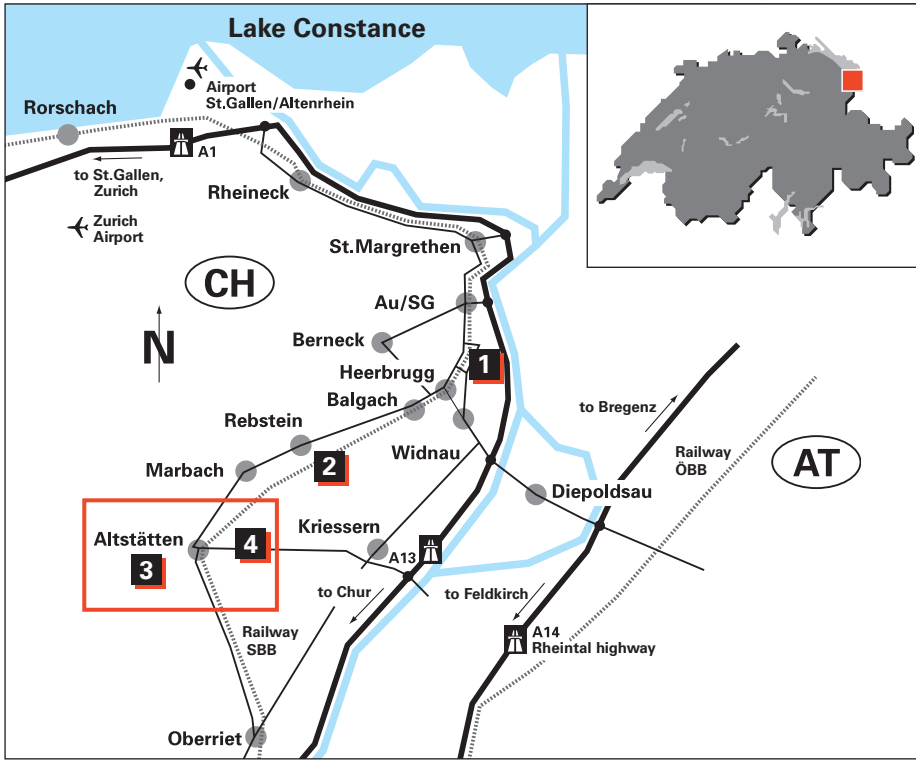 Lake Constance
Airport
St.Gallen/Altenrhein
Rorschach
A1
to St.Gallen,
Zurich
Rheineck
Zurich
Airport
St.Margrethen
CH
Au/SG
N
Berneck
1
Heerbrugg
Balgach
to Bregenz
Rebstein
Railway
ÖBB
Widnau
AT
2
Marbach
Diepoldsau
Kriessern
Altstätten
4
3
A13
to Chur
to Feldkirch
Railway
SBB
A14
Rheintal highway
Oberriet